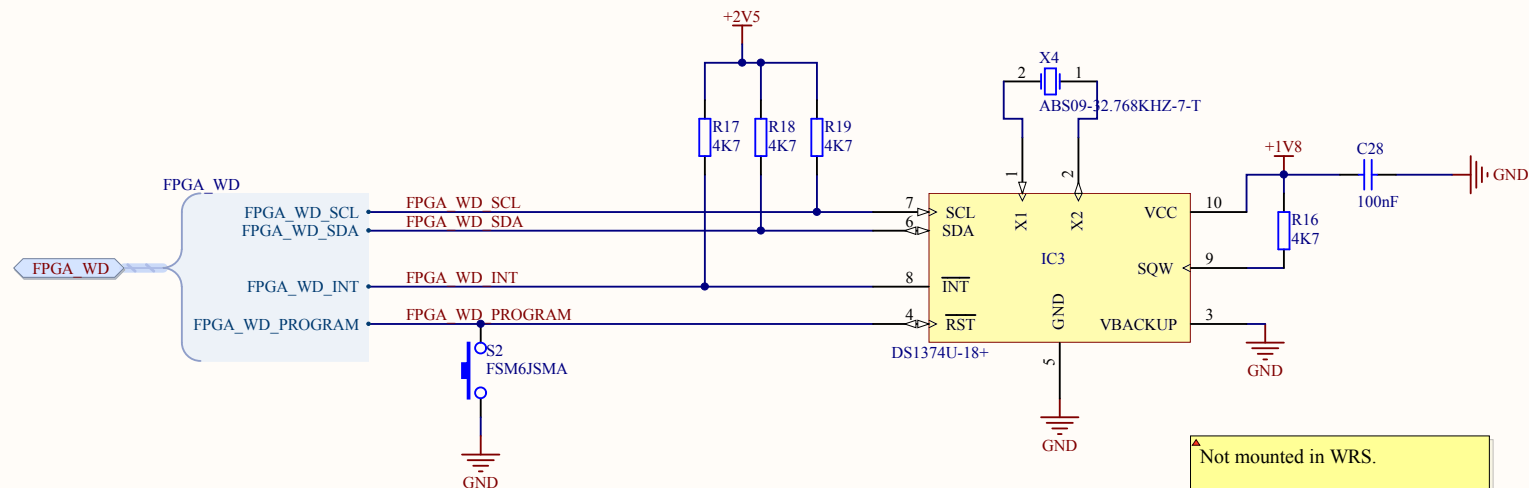 +2V5
X4
2
1
ABS09-32.768KHZ-7-T
R17
4K7
R18
4K7
R19
4K7
+1V8
C28
100nF
GND
R16
4K7
FPGA_WD
FPGA_WD
FPGA_WD_SCL
FPGA_WD_SDA
FPGA_WD_INT
FPGA_WD_PROGRAM
FPGA_WD_SCL
FPGA_WD_SDA
FPGA_WD_INT
FPGA_WD_PROGRAM
7
6
8
4
1
2
SCL
SDA
INT
RST
X1
X2
IC3
GND
VCC
SQW
VBACKUP
10
9
3
GND
DS1374U-18+
5
GND
S2
FSM6JSMA
GND
Not mounted in WRS.